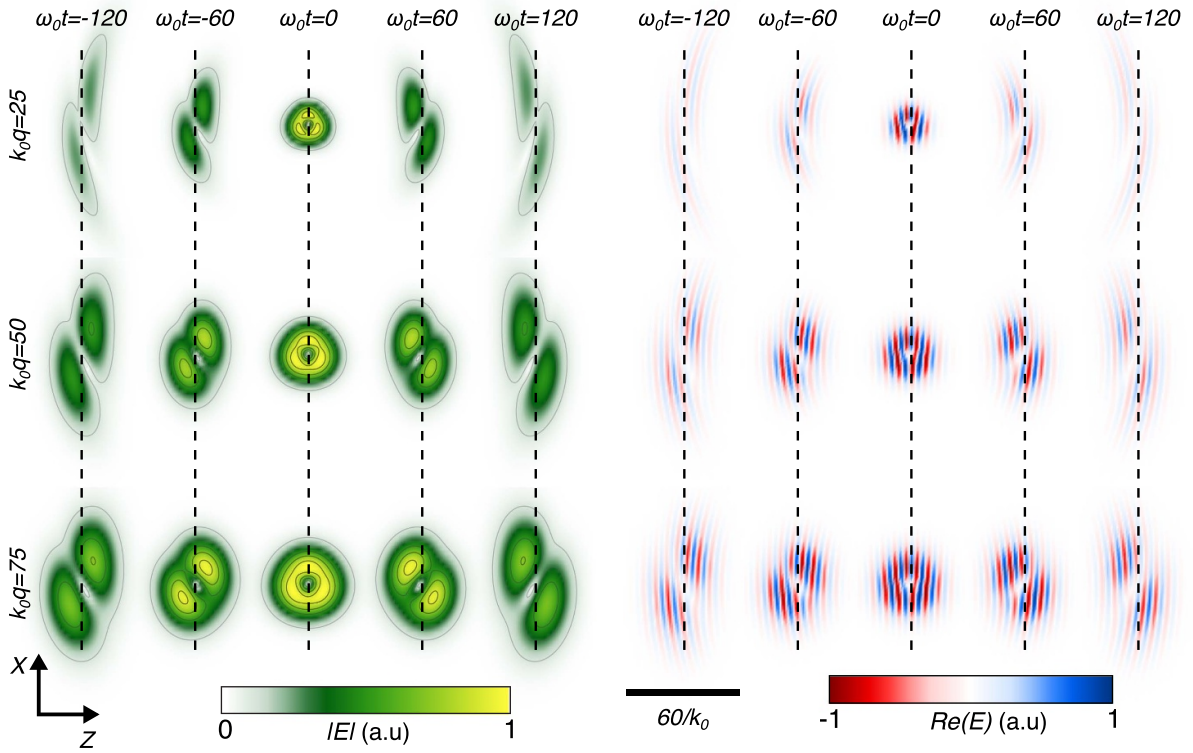 ω₀t=-120 ω₀t=-60 ω₀t=0 ω₀t=60 ω₀t=120 ω₀t=-120 ω₀t=-60 ω₀t=0 ω₀t=60 ω₀t=120
k₀q=25
k₀q=50
k₀q=75
X
Z
0 |E| (a.u) 1
60/k₀
-1 Re(E) (a.u) 1